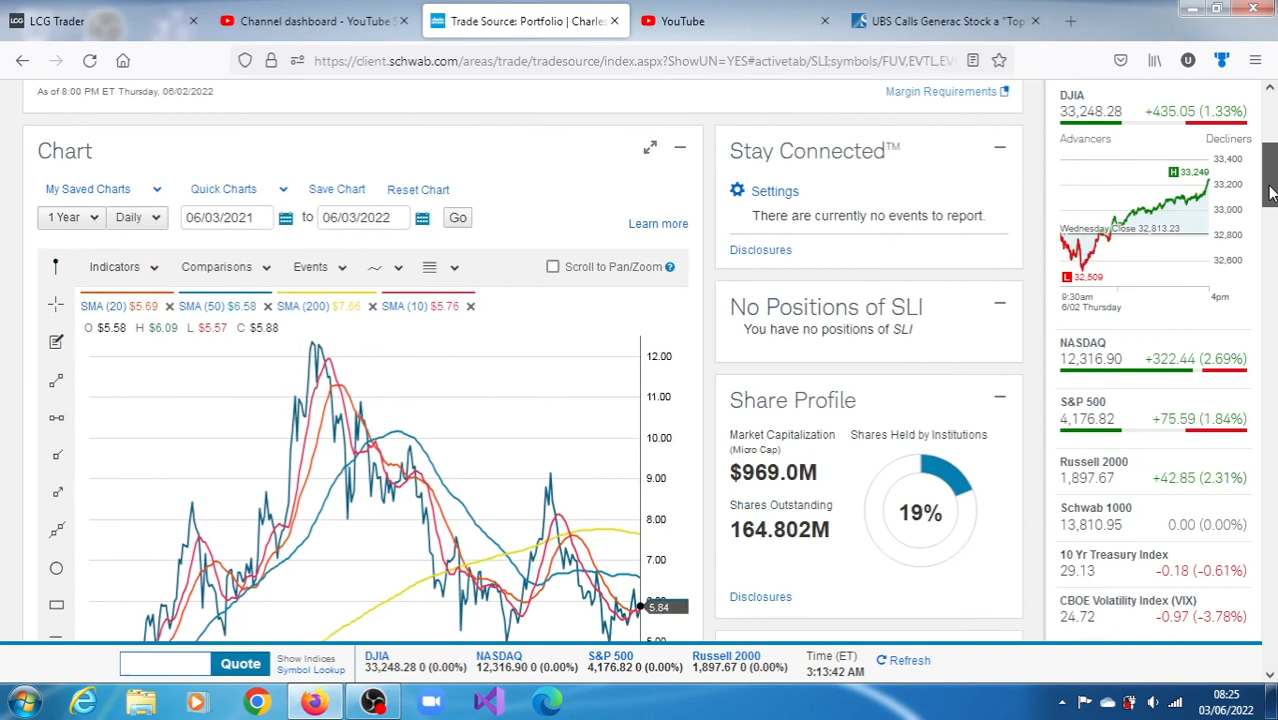 LCG Trader
Channel dashboard - YouTube S
Trade Source: Portfolio | Charles
YouTube
UBS Calls Generac Stock a "Top
https://client.schwab.com/areas/trade/tradesource/index.aspx?ShowUN=YES#activetab/SLI;symbols/FUV,EVTL,EV
As of 8:00 PM ET Thursday, 06/02/2022
Margin Requirements
Chart
My Saved Charts
Quick Charts
Save Chart
Reset Chart
1 Year
Daily
06/03/2021
to
06/03/2022
Go
Learn more
Indicators
Comparisons
Events
Scroll to Pan/Zoom
SMA (20) $5.69
SMA (50) $6.58
SMA (200) $7.66
SMA (10) $5.76
O $5.58 H $6.09 L $5.57 C $5.88
12.00
11.00
10.00
9.00
8.00
7.00
5.84
5.00
Stay Connected™
Settings
There are currently no events to report.
Disclosures
No Positions of SLI
You have no positions of SLI
Share Profile
Market Capitalization
(Micro Cap)
$969.0M
Shares Outstanding
164.802M
Shares Held by Institutions
19%
Disclosures
DJIA
33,248.28 +435.05 (1.33%)
Advancers
Decliners
33,400
H 33,249
33,200
33,000
Wednesday Close 32,813.23
32,800
32,600
L 32,509
9:30am
4pm
6/02 Thursday
NASDAQ
12,316.90 +322.44 (2.69%)
S&P 500
4,176.82 +75.59 (1.84%)
Russell 2000
1,897.67 +42.85 (2.31%)
Schwab 1000
13,810.95 0.00 (0.00%)
10 Yr Treasury Index
29.13 -0.18 (-0.61%)
CBOE Volatility Index (VIX)
24.72 -0.97 (-3.78%)
Quote
Show Indices
Symbol Lookup
DJIA
33,248.28 0 (0.00%)
NASDAQ
12,316.90 0 (0.00%)
S&P 500
4,176.82 0 (0.00%)
Russell 2000
1,897.67 0 (0.00%)
Time (ET)
3:13:42 AM
Refresh
08:25
03/06/2022